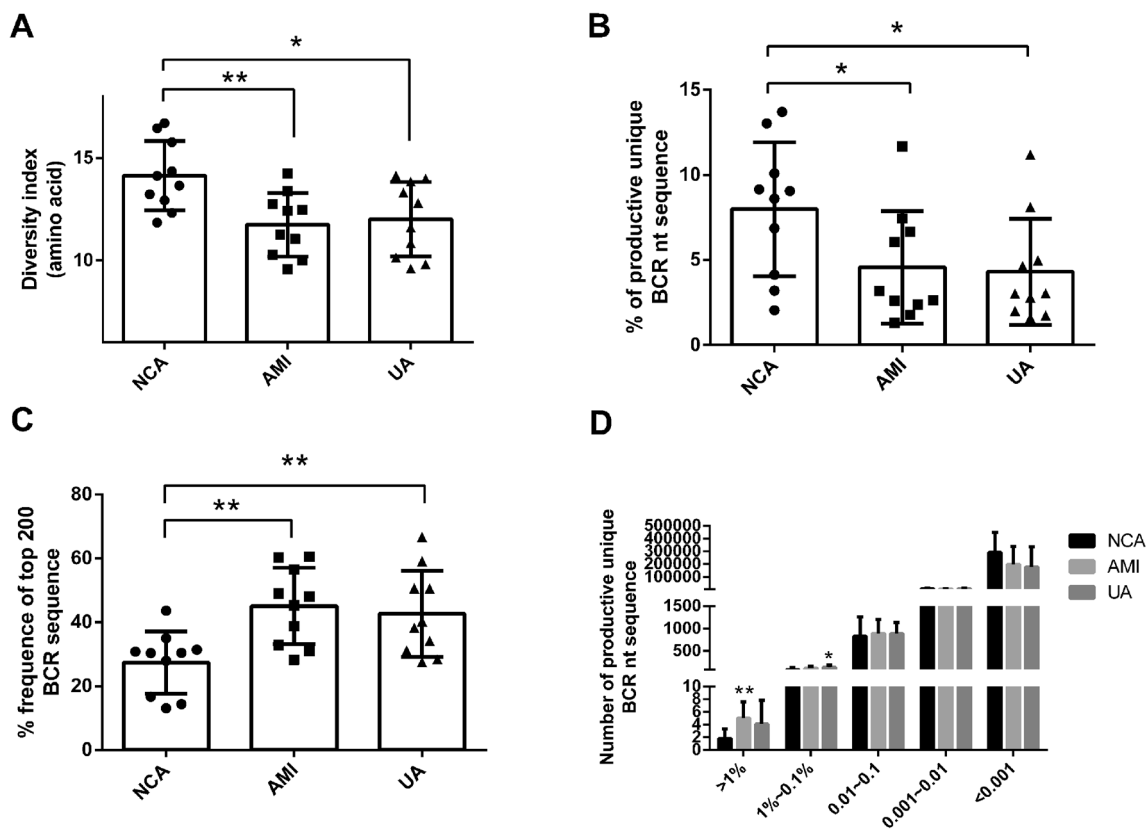 A
*
**
Diversity index
(amino acid)
15
10
NCA
AMI
UA
B
*
*
% of productive unique
BCR nt sequence
15
10
5
0
NCA
AMI
UA
C
**
**
% frequence of top 200
BCR sequence
80
60
40
20
0
NCA
AMI
UA
D
Number of productive unique
BCR nt sequence
500000
400000
300000
200000
100000
1500
1000
500
8
6
4
2
0
**
*
>1%
1%~0.1%
0.01~0.1
0.001~0.01
<0.001
NCA
AMI
UA